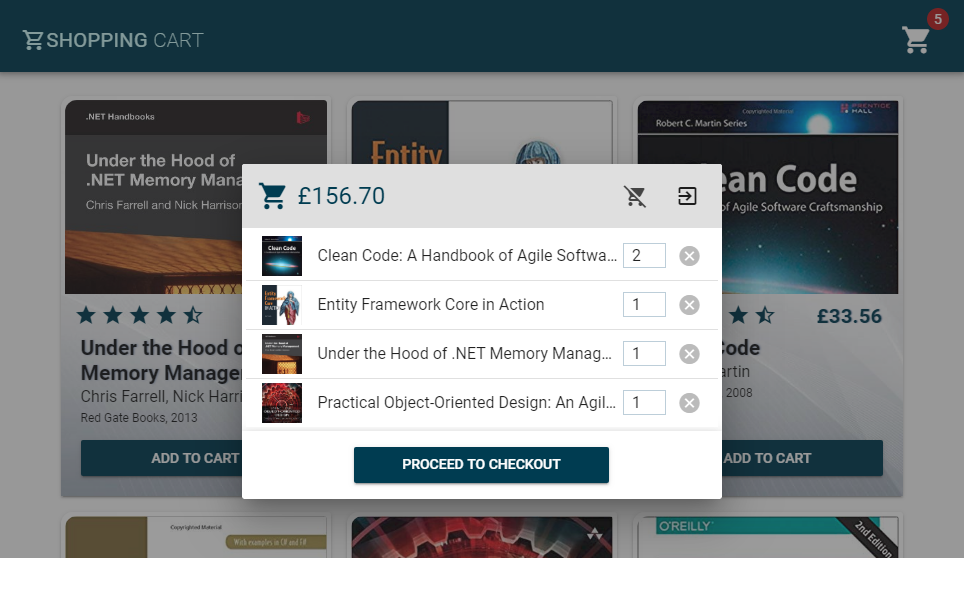 SHOPPING CART
5
.NET Handbooks
Under the Hood of
.NET Memory Mana
Chris Farrell and Nick Harrison
Entity
Copyrighted Material
PRENTICE HALL
Robert C. Martin Series
ean Code
of Agile Software Craftsmanship
£156.70
Clean Code
Clean Code: A Handbook of Agile Softwa... 2
Entity Framework Core in Action 1
Under the Hood of .NET Memory Manag... 1
Practical Object-Oriented Design: An Agil... 1
PROCEED TO CHECKOUT
£33.56
Under the Hood o
Memory Manager
Chris Farrell, Nick Harri
Red Gate Books, 2013
ADD TO CART
Code
artin
2008
ADD TO CART
Copyrighted Material
With examples in C# and F#
O'REILLY
2nd Edition